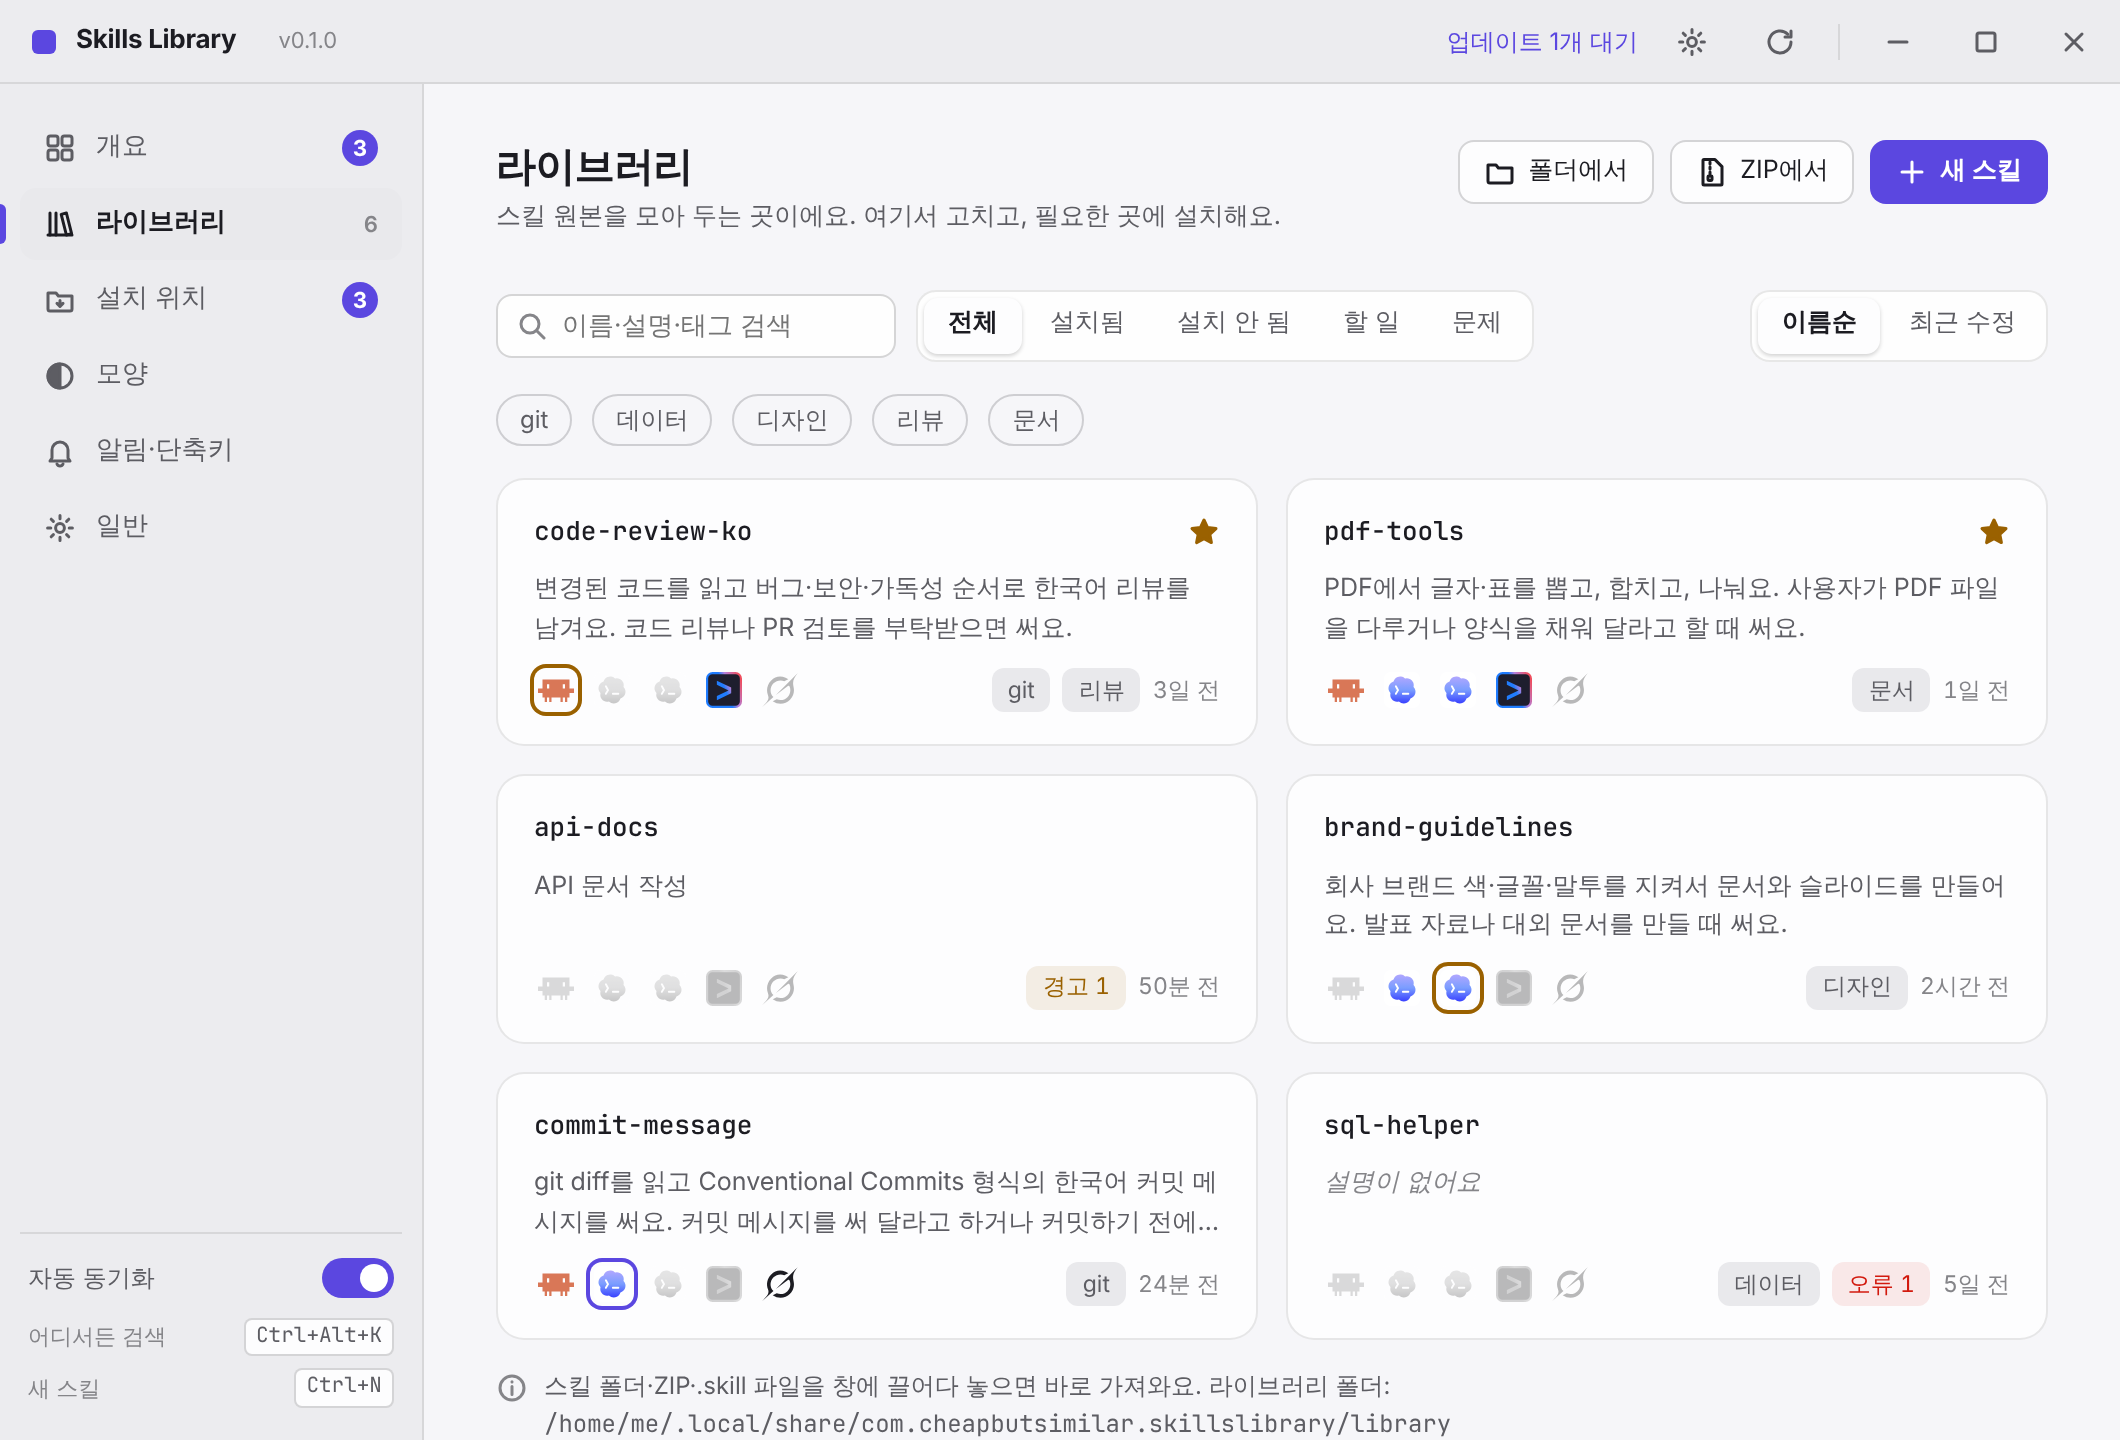 Skills Library v0.1.0
업데이트 1개 대기
개요 3
라이브러리 6
설치 위치 3
모양
알림·단축키
일반
자동 동기화
어디서든 검색 Ctrl+Alt+K
새 스킬 Ctrl+N
라이브러리
스킬 원본을 모아 두는 곳이에요. 여기서 고치고, 필요한 곳에 설치해요.
폴더에서
ZIP에서
새 스킬
이름·설명·태그 검색
전체 설치됨 설치 안 됨 할 일 문제
이름순 최근 수정
git 데이터 디자인 리뷰 문서
code-review-ko
변경된 코드를 읽고 버그·보안·가독성 순서로 한국어 리뷰를
남겨요. 코드 리뷰나 PR 검토를 부탁받으면 써요.
git 리뷰 3일 전
pdf-tools
PDF에서 글자·표를 뽑고, 합치고, 나눠요. 사용자가 PDF 파일
을 다루거나 양식을 채워 달라고 할 때 써요.
문서 1일 전
api-docs
API 문서 작성
경고 1 50분 전
brand-guidelines
회사 브랜드 색·글꼴·말투를 지켜서 문서와 슬라이드를 만들어
요. 발표 자료나 대외 문서를 만들 때 써요.
디자인 2시간 전
commit-message
git diff를 읽고 Conventional Commits 형식의 한국어 커밋 메
시지를 써요. 커밋 메시지를 써 달라고 하거나 커밋하기 전에...
git 24분 전
sql-helper
설명이 없어요
데이터 오류 1 5일 전
스킬 폴더·ZIP·.skill 파일을 창에 끌어다 놓으면 바로 가져와요. 라이브러리 폴더:
/home/me/.local/share/com.cheapbutsimilar.skillslibrary/library